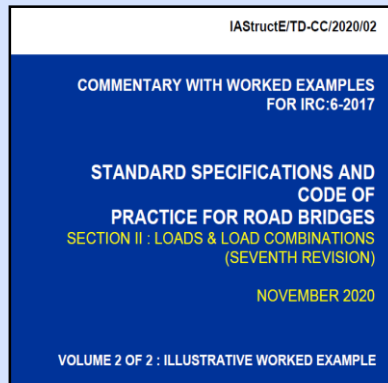 IAStructE/TD-CC/2020/02
COMMENTARY WITH WORKED EXAMPLES
FOR IRC:6-2017
STANDARD SPECIFICATIONS AND
CODE OF
PRACTICE FOR ROAD BRIDGES
SECTION II : LOADS & LOAD COMBINATIONS
(SEVENTH REVISION)
NOVEMBER 2020
VOLUME 2 OF 2 : ILLUSTRATIVE WORKED EXAMPLE